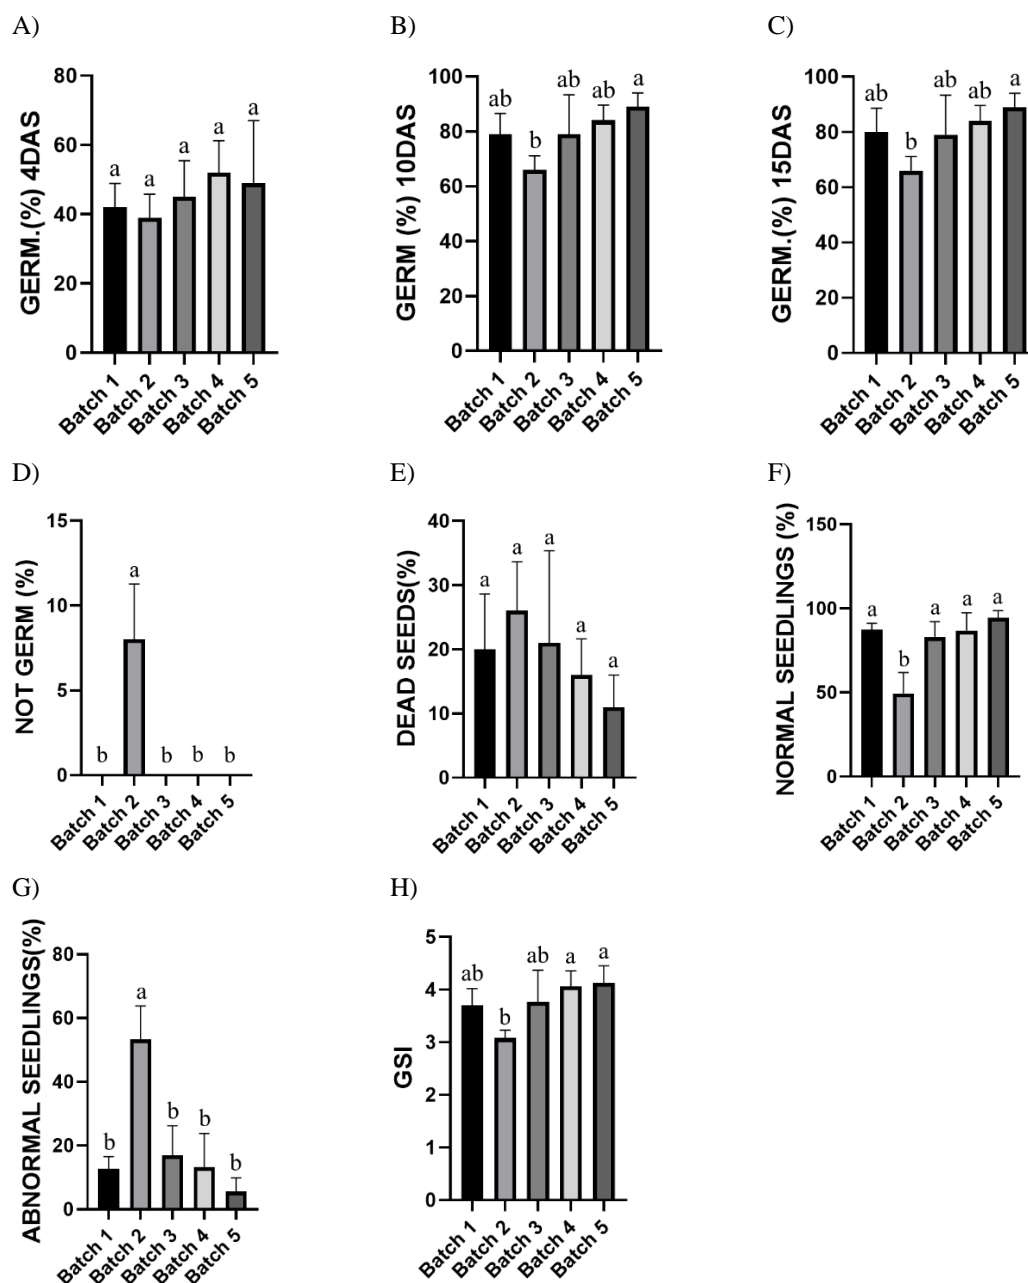 A)
GERM.(%) 4DAS
80
60
40
20
0
a
a
a
a
a
Batch 1
Batch 2
Batch 3
Batch 4
Batch 5
B)
GERM (%) 10DAS
100
80
60
40
20
0
ab
b
ab
ab
a
Batch 1
Batch 2
Batch 3
Batch 4
Batch 5
C)
GERM.(%) 15DAS
100
80
60
40
20
0
ab
b
ab
ab
a
Batch 1
Batch 2
Batch 3
Batch 4
Batch 5
D)
NOT GERM (%)
15
10
5
0
b
a
b
b
b
Batch 1
Batch 2
Batch 3
Batch 4
Batch 5
E)
DEAD SEEDS(%)
40
30
20
10
0
a
a
a
a
a
Batch 1
Batch 2
Batch 3
Batch 4
Batch 5
F)
NORMAL SEEDLINGS (%)
150
100
50
0
a
b
a
a
a
Batch 1
Batch 2
Batch 3
Batch 4
Batch 5
G)
ABNORMAL SEEDLINGS(%)
80
60
40
20
0
b
a
b
b
b
Batch 1
Batch 2
Batch 3
Batch 4
Batch 5
H)
GSI
5
4
3
2
1
0
ab
b
ab
a
a
Batch 1
Batch 2
Batch 3
Batch 4
Batch 5